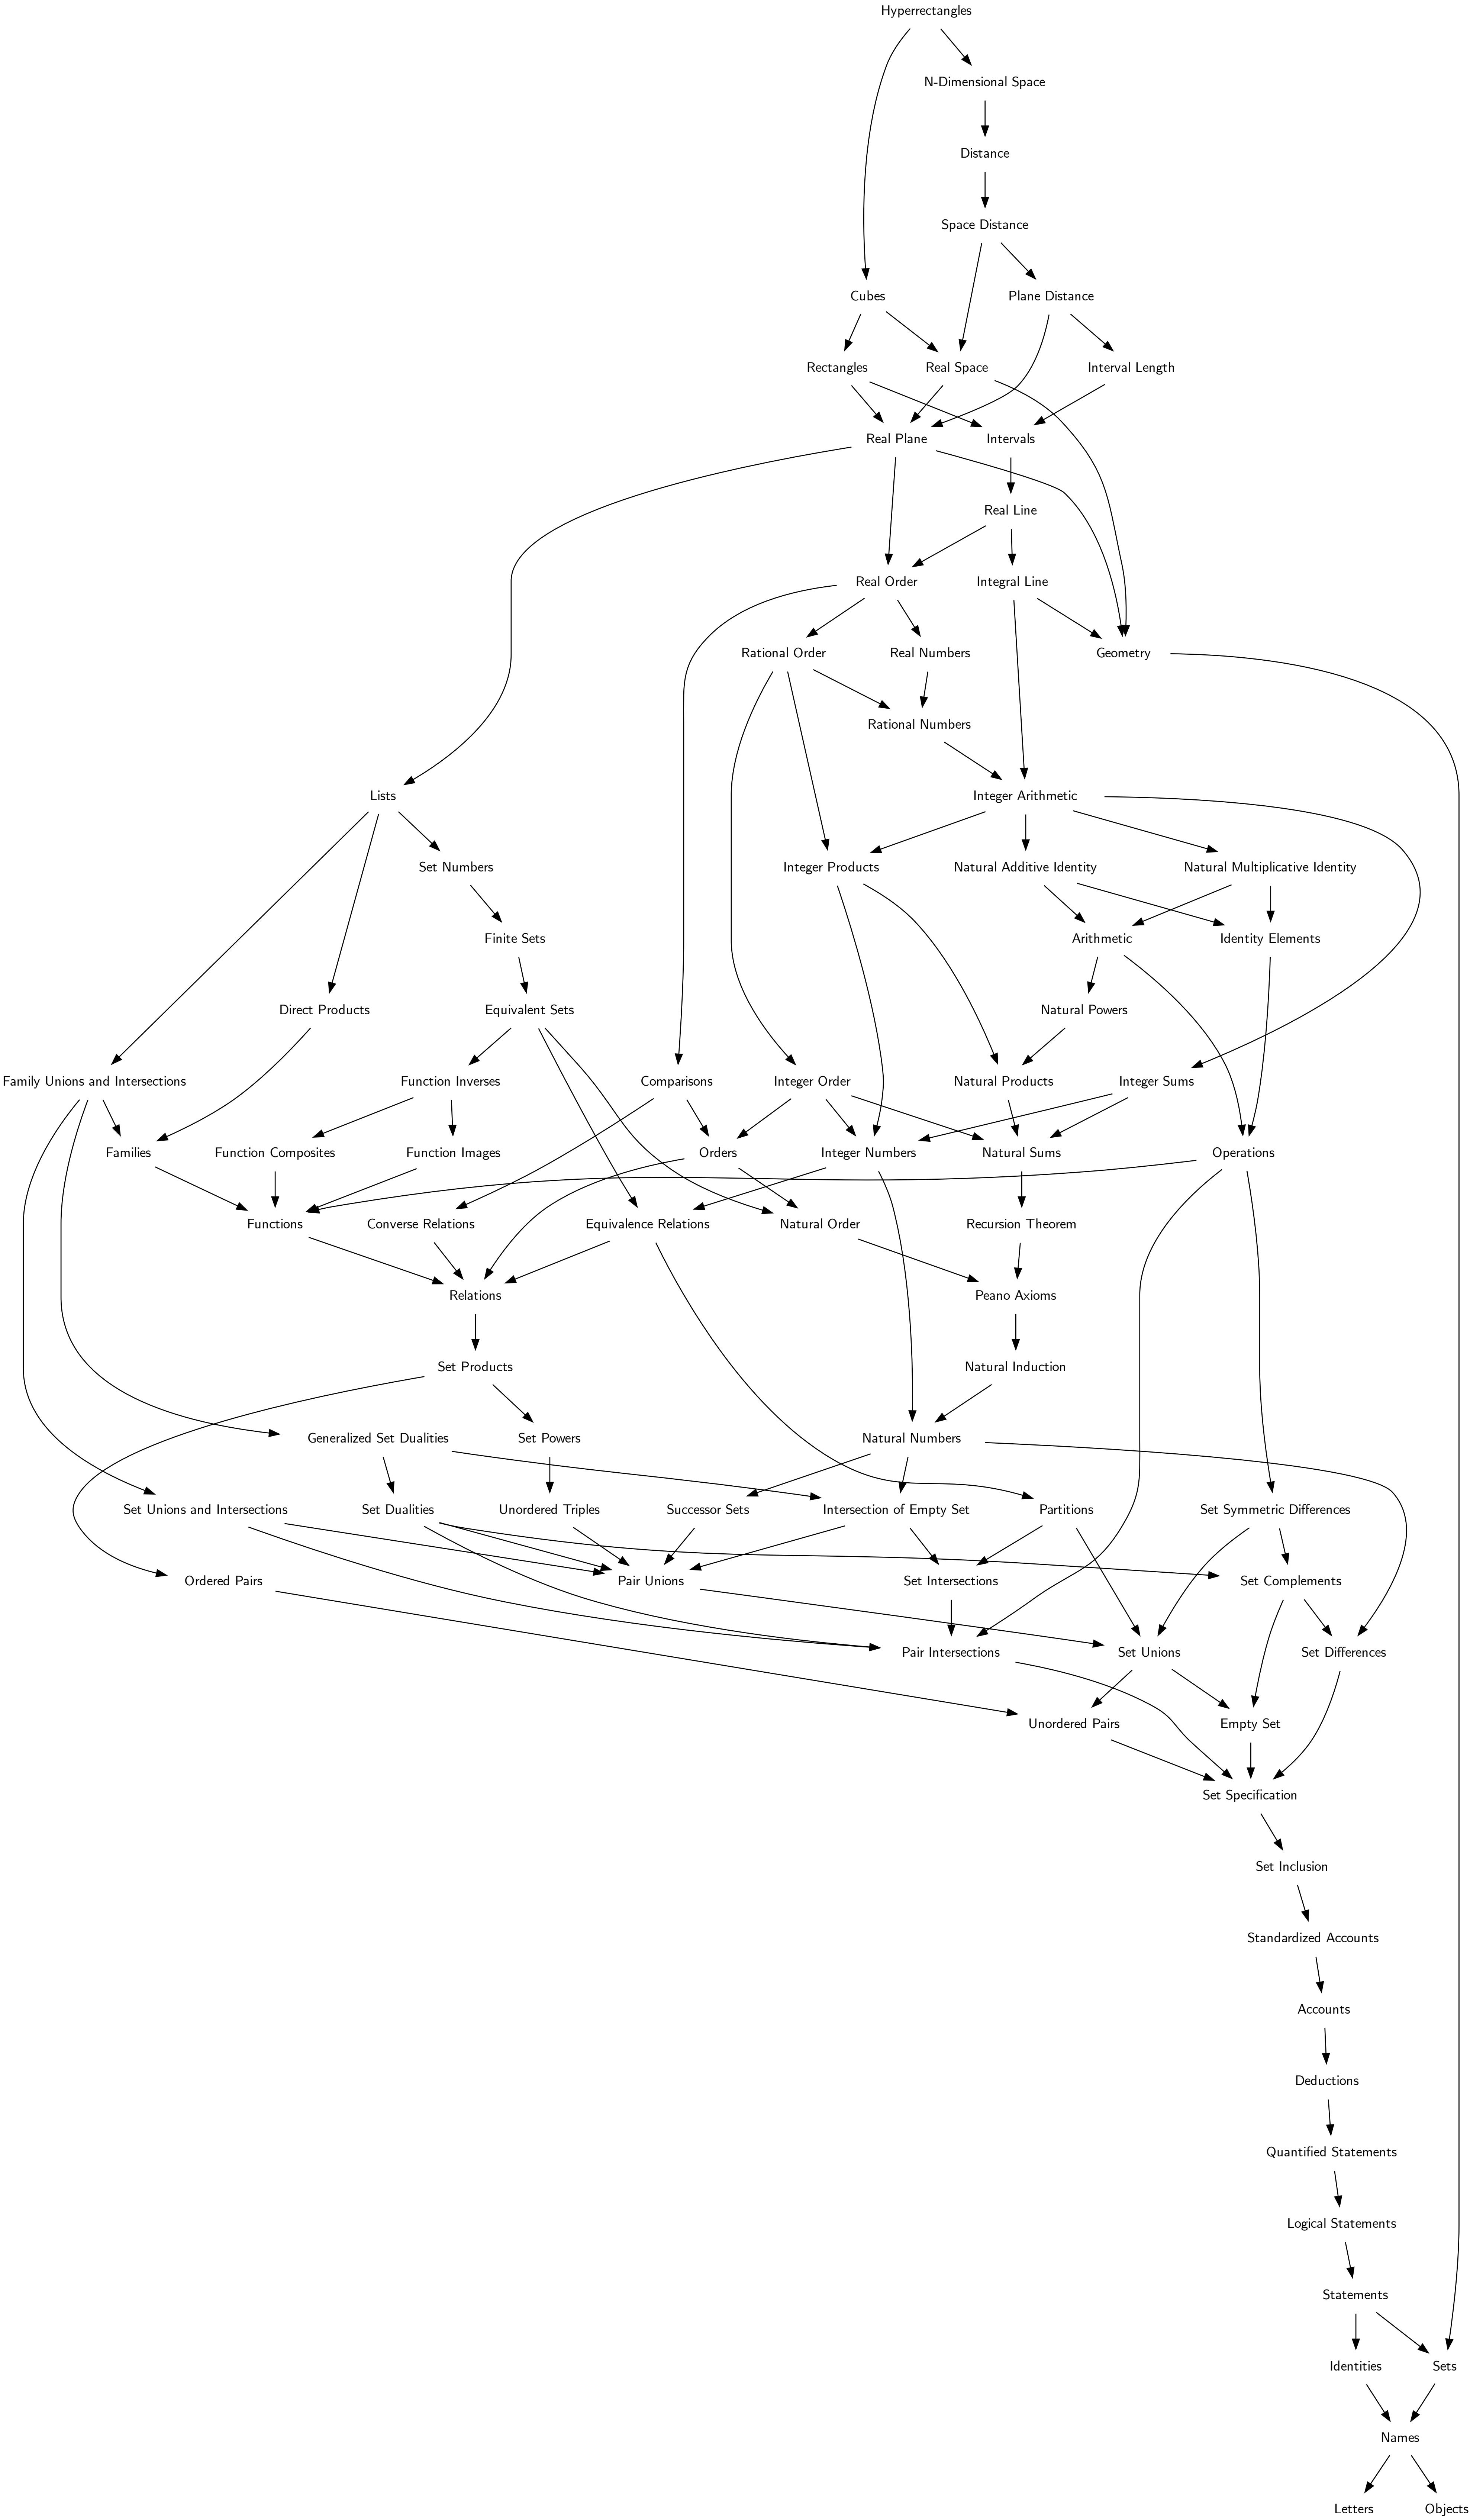 Hyperrectangles
N-Dimensional Space
Distance
Space Distance
Cubes
Plane Distance
Rectangles
Real Space
Interval Length
Real Plane
Intervals
Real Line
Real Order
Integral Line
Rational Order
Real Numbers
Geometry
Rational Numbers
Lists
Integer Arithmetic
Set Numbers
Integer Products
Natural Additive Identity
Natural Multiplicative Identity
Finite Sets
Arithmetic
Identity Elements
Direct Products
Equivalent Sets
Natural Powers
Family Unions and Intersections
Function Inverses
Comparisons
Integer Order
Natural Products
Integer Sums
Families
Function Composites
Function Images
Orders
Integer Numbers
Natural Sums
Operations
Functions
Converse Relations
Equivalence Relations
Natural Order
Recursion Theorem
Relations
Peano Axioms
Set Products
Natural Induction
Generalized Set Dualities
Set Powers
Natural Numbers
Set Unions and Intersections
Set Dualities
Unordered Triples
Successor Sets
Intersection of Empty Set
Partitions
Set Symmetric Differences
Ordered Pairs
Pair Unions
Set Intersections
Set Complements
Pair Intersections
Set Unions
Set Differences
Unordered Pairs
Empty Set
Set Specification
Set Inclusion
Standardized Accounts
Accounts
Deductions
Quantified Statements
Logical Statements
Statements
Identities
Sets
Names
Letters
Objects